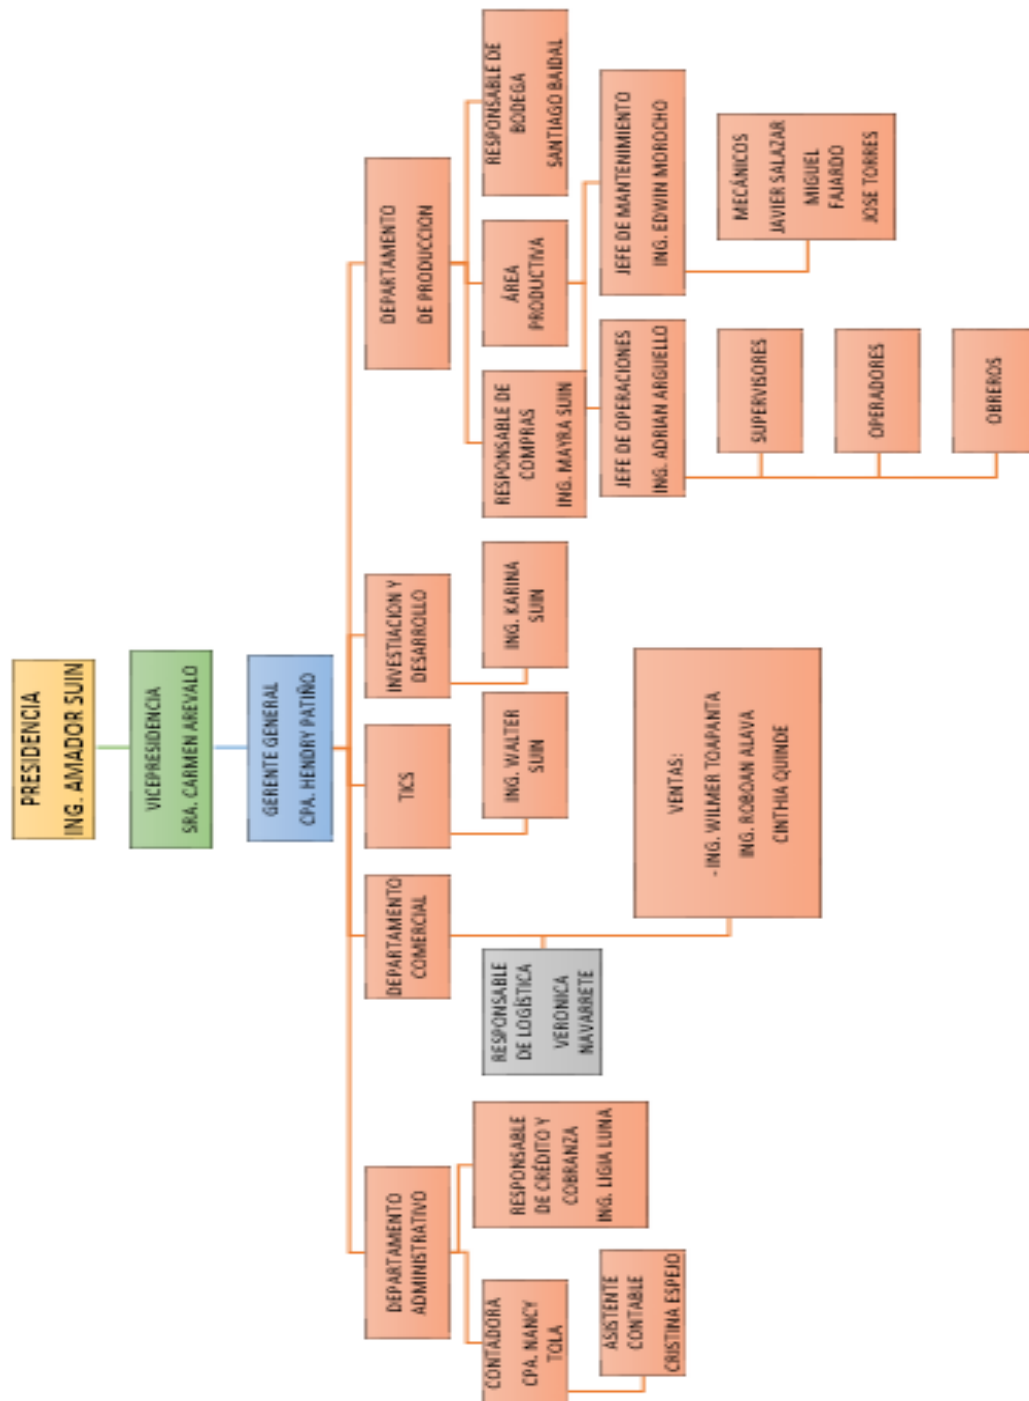 PRESIDENCIA
ING. AMADOR SUIN
VICEPRESIDENCIA
SRA. CARMEN AREVALO
GERENTE GENERAL
CPA. HENDRY PATIÑO
DEPARTAMENTO
ADMINISTRATIVO
DEPARTAMENTO
COMERCIAL
TICS
INVESTIACION Y
DESARROLLO
DEPARTAMENTO
DE PRODUCCION
CONTADORA
CPA. NANCY
TOLA
RESPONSABLE
DE CRÉDITO Y
COBRANZA
ING. LIGIA LUNA
RESPONSABLE
DE LOGÍSTICA
VERONICA
NAVARRETE
ING. WALTER
SUIN
ING. KARINA
SUIN
RESPONSABLE DE
COMPRAS
ING. MAYRA SUIN
ÁREA
PRODUCTIVA
RESPONSABLE DE
BODEGA
SANTIAGO BAIDAL
ASISTENTE
CONTABLE
CRISTINA ESPEJO
VENTAS:
- ING. WILMER TOAPANTA
ING. ROBOAN ALAVA
CINTHIA QUINDE
JEFE DE OPERACIONES
ING. ADRIAN ARGUELLO
JEFE DE MANTENIMIENTO
ING. EDWIN MOROCHO
SUPERVISORES
MECÁNICOS
JAVIER SALAZAR
MIGUEL
FAJARDO
JOSE TORRES
OPERADORES
OBREROS